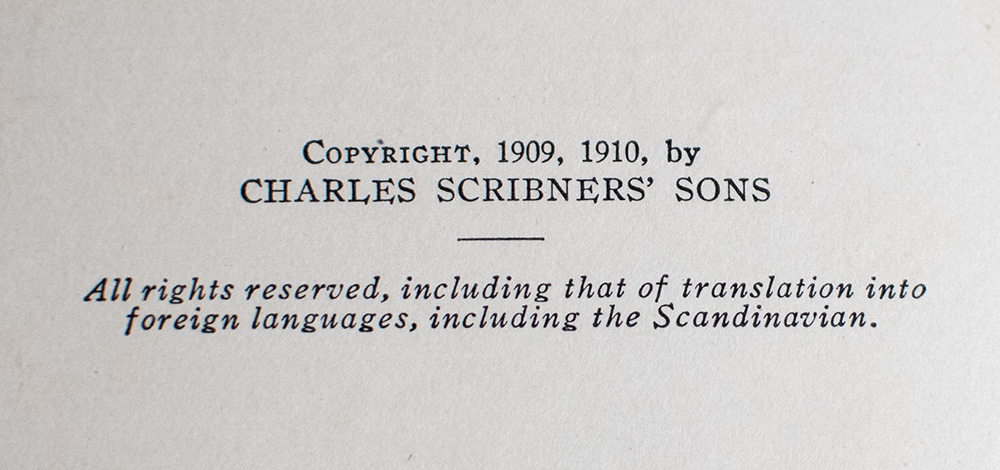 Copyright, 1909, 1910, by
CHARLES SCRIBNERS’ SONS
All rights reserved, including that of translation into
foreign languages, including the Scandinavian.